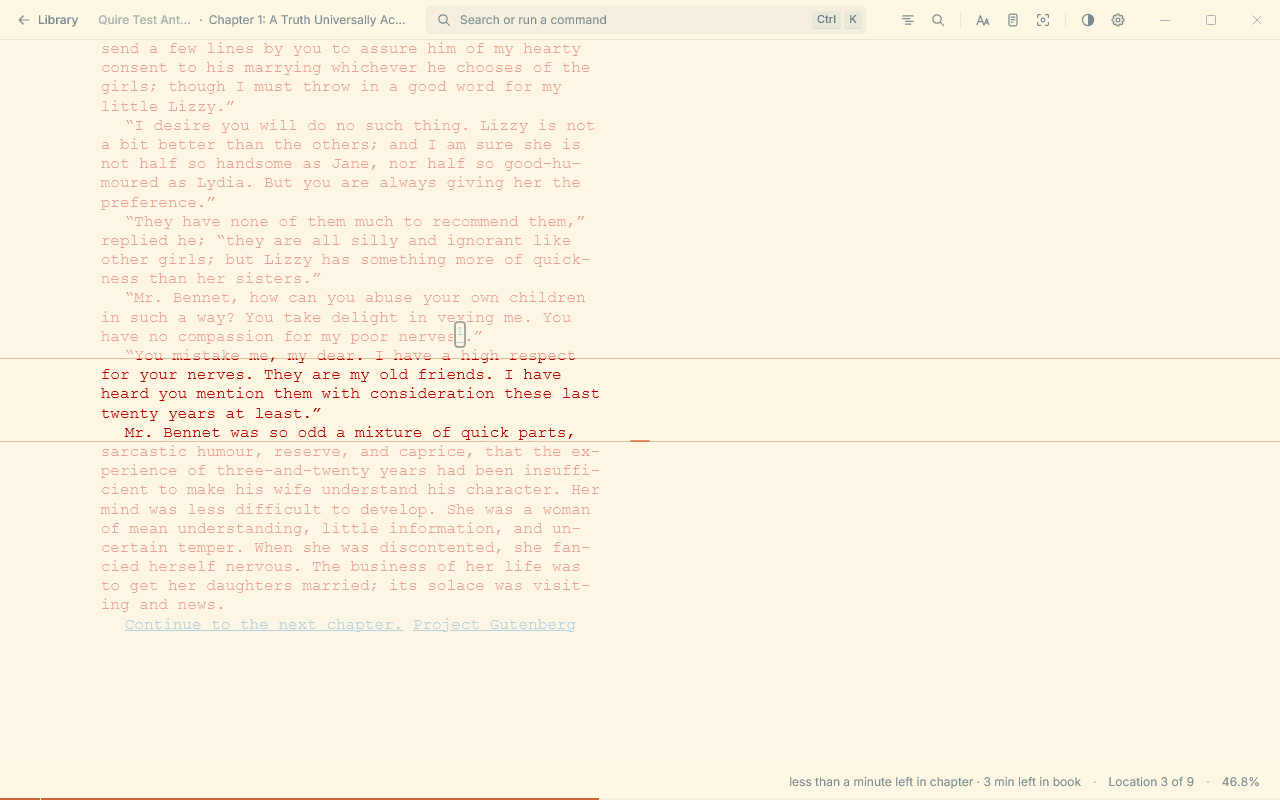 Library
Quire Test Ant... · Chapter 1: A Truth Universally Ac...
Search or run a command
Ctrl K
send a few lines by you to assure him of my hearty
consent to his marrying whichever he chooses of the
girls; though I must throw in a good word for my
little Lizzy.”
“I desire you will do no such thing. Lizzy is not
a bit better than the others; and I am sure she is
not half so handsome as Jane, nor half so good-hu-
moured as Lydia. But you are always giving her the
preference.”
“They have none of them much to recommend them,”
replied he; “they are all silly and ignorant like
other girls; but Lizzy has something more of quick-
ness than her sisters.”
“Mr. Bennet, how can you abuse your own children
in such a way? You take delight in vexing me. You
have no compassion for my poor nerves1.”
“You mistake me, my dear. I have a high respect
for your nerves. They are my old friends. I have
heard you mention them with consideration these last
twenty years at least.”
Mr. Bennet was so odd a mixture of quick parts,
sarcastic humour, reserve, and caprice, that the ex-
perience of three-and-twenty years had been insuffi-
cient to make his wife understand his character. Her
mind was less difficult to develop. She was a woman
of mean understanding, little information, and un-
certain temper. When she was discontented, she fan-
cied herself nervous. The business of her life was
to get her daughters married; its solace was visit-
ing and news.
Continue to the next chapter. Project Gutenberg
less than a minute left in chapter · 3 min left in book · Location 3 of 9 · 46.8%